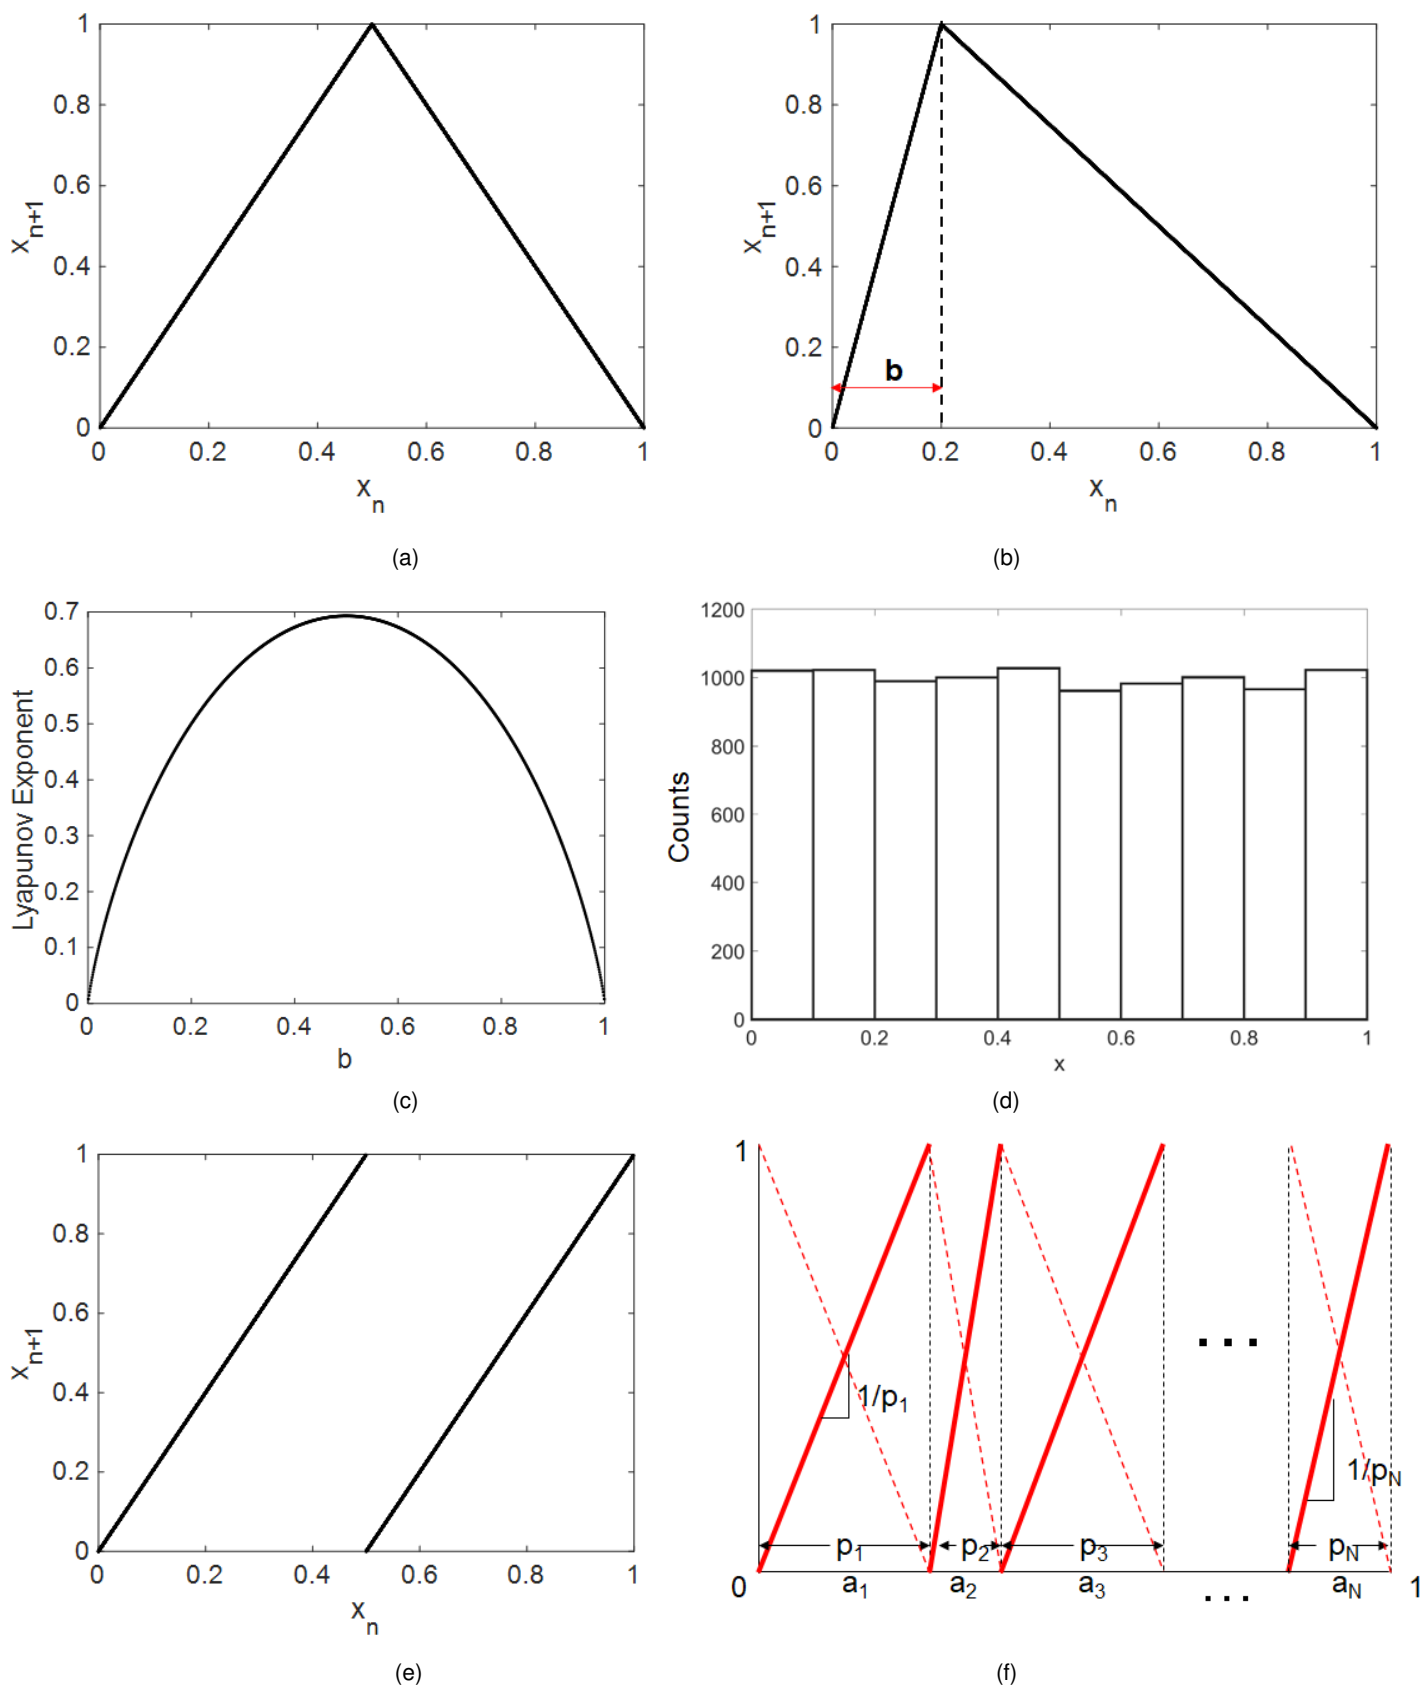 1
0.8
0.6
0.4
0.2
0
x_{n+1}
0 0.2 0.4 0.6 0.8 1
x_n
(a)
1
0.8
0.6
0.4
0.2
0
x_{n+1}
b
0 0.2 0.4 0.6 0.8 1
x_n
(b)
0.7
0.6
0.5
0.4
0.3
0.2
0.1
0
Lyapunov Exponent
0 0.2 0.4 0.6 0.8 1
b
(c)
1200
1000
800
600
400
200
0
Counts
0 0.2 0.4 0.6 0.8 1
x
(d)
1
0.8
0.6
0.4
0.2
0
x_{n+1}
0 0.2 0.4 0.6 0.8 1
x_n
(e)
1
...
1/p_1
1/p_N
p_1 p_2 p_3 p_N
0 a_1 a_2 a_3 ... a_N 1
(f)